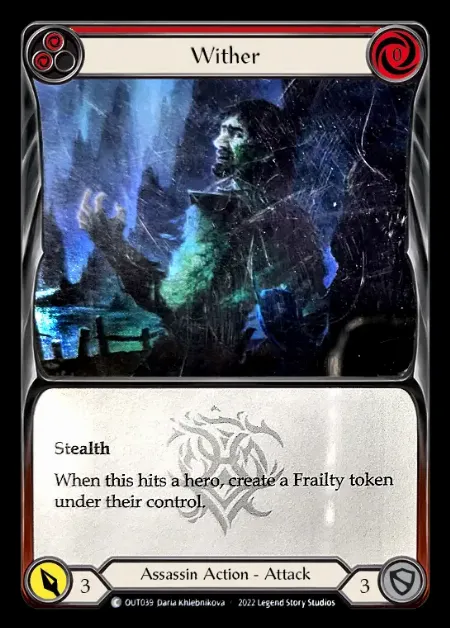 Wither
0
Stealth
When this hits a hero, create a Frailty token
under their control.
3
Assassin Action - Attack
3
C OUT039 Daria Khlebnikova · 2022 Legend Story Studios